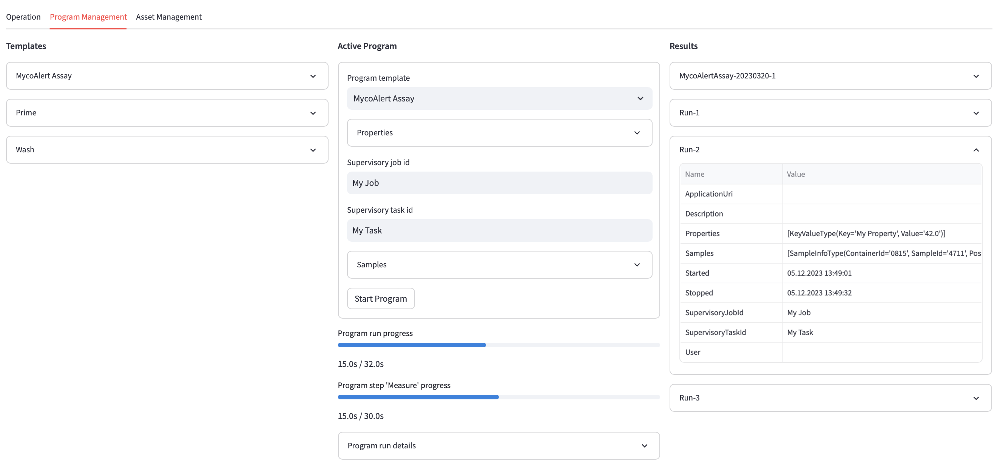 Operation Program Management Asset Management
Templates
MycoAlert Assay
Prime
Wash
Active Program
Program template
MycoAlert Assay
Properties
Supervisory job id
My Job
Supervisory task id
My Task
Samples
Start Program
Program run progress
15.0s / 32.0s
Program step 'Measure' progress
15.0s / 30.0s
Program run details
Results
MycoAlertAssay-20230320-1
Run-1
Run-2
Name Value
ApplicationUri
Description
Properties [KeyValueType(Key='My Property', Value='42.0')]
Samples [SampleInfoType(ContainerId='0815', SampleId='4711', Pos
Started 05.12.2023 13:49:01
Stopped 05.12.2023 13:49:32
SupervisoryJobId My Job
SupervisoryTaskId My Task
User
Run-3